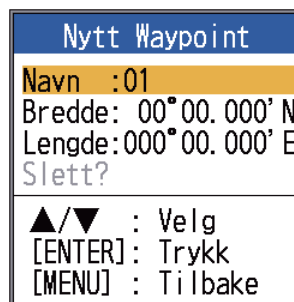 Nytt Waypoint
Navn :01
Bredde: 00°00.000'N
Lengde:000°00.000'E
Slett?
▲/▼ : Velg
[ENTER]: Trykk
[MENU] : Tilbake